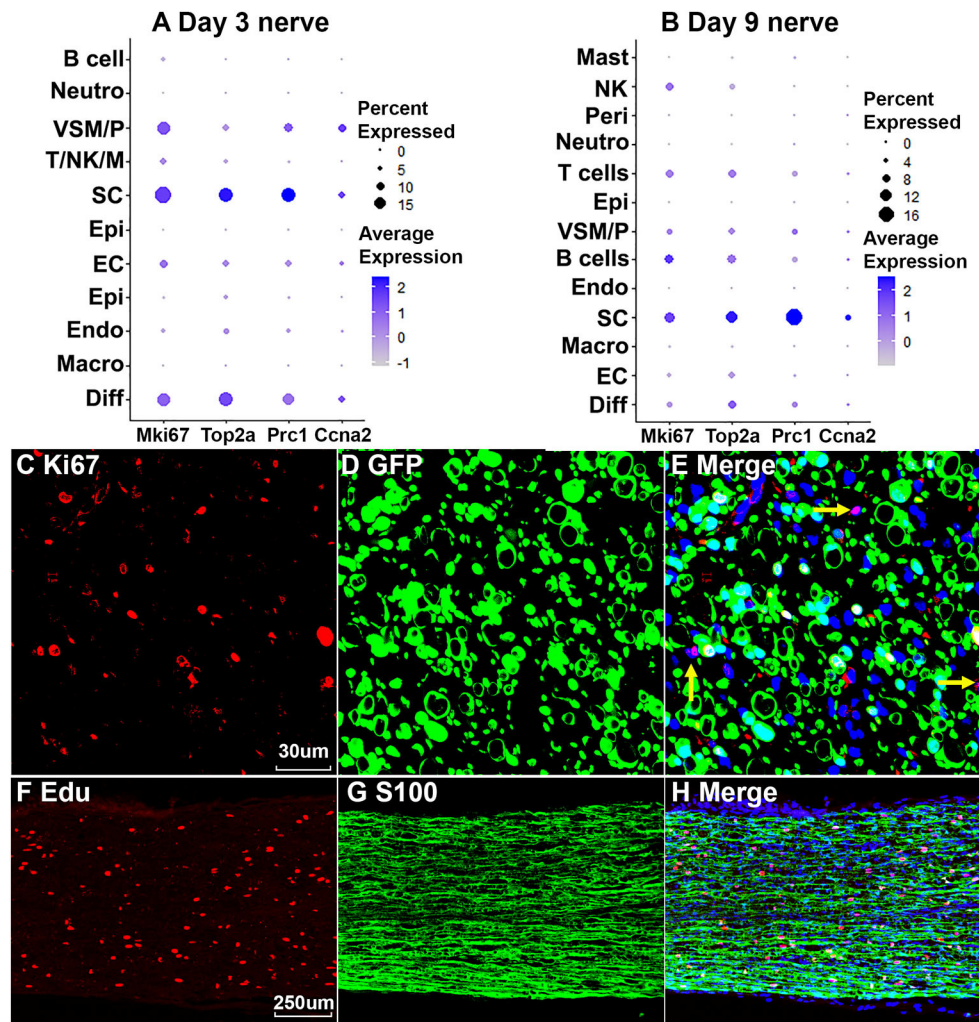 A Day 3 nerve
B cell
Neutro
VSM/P
T/NK/M
SC
Epi
EC
Epi
Endo
Macro
Diff
Mki67 Top2a Prc1 Ccna2
Percent
Expressed
0
5
10
15
Average
Expression
2
1
0
-1
B Day 9 nerve
Mast
NK
Peri
Neutro
T cells
Epi
VSM/P
B cells
Endo
SC
Macro
EC
Diff
Mki67 Top2a Prc1 Ccna2
Percent
Expressed
0
4
8
12
16
Average
Expression
2
1
0
C Ki67
30um
D GFP
E Merge
F Edu
250um
G S100
H Merge